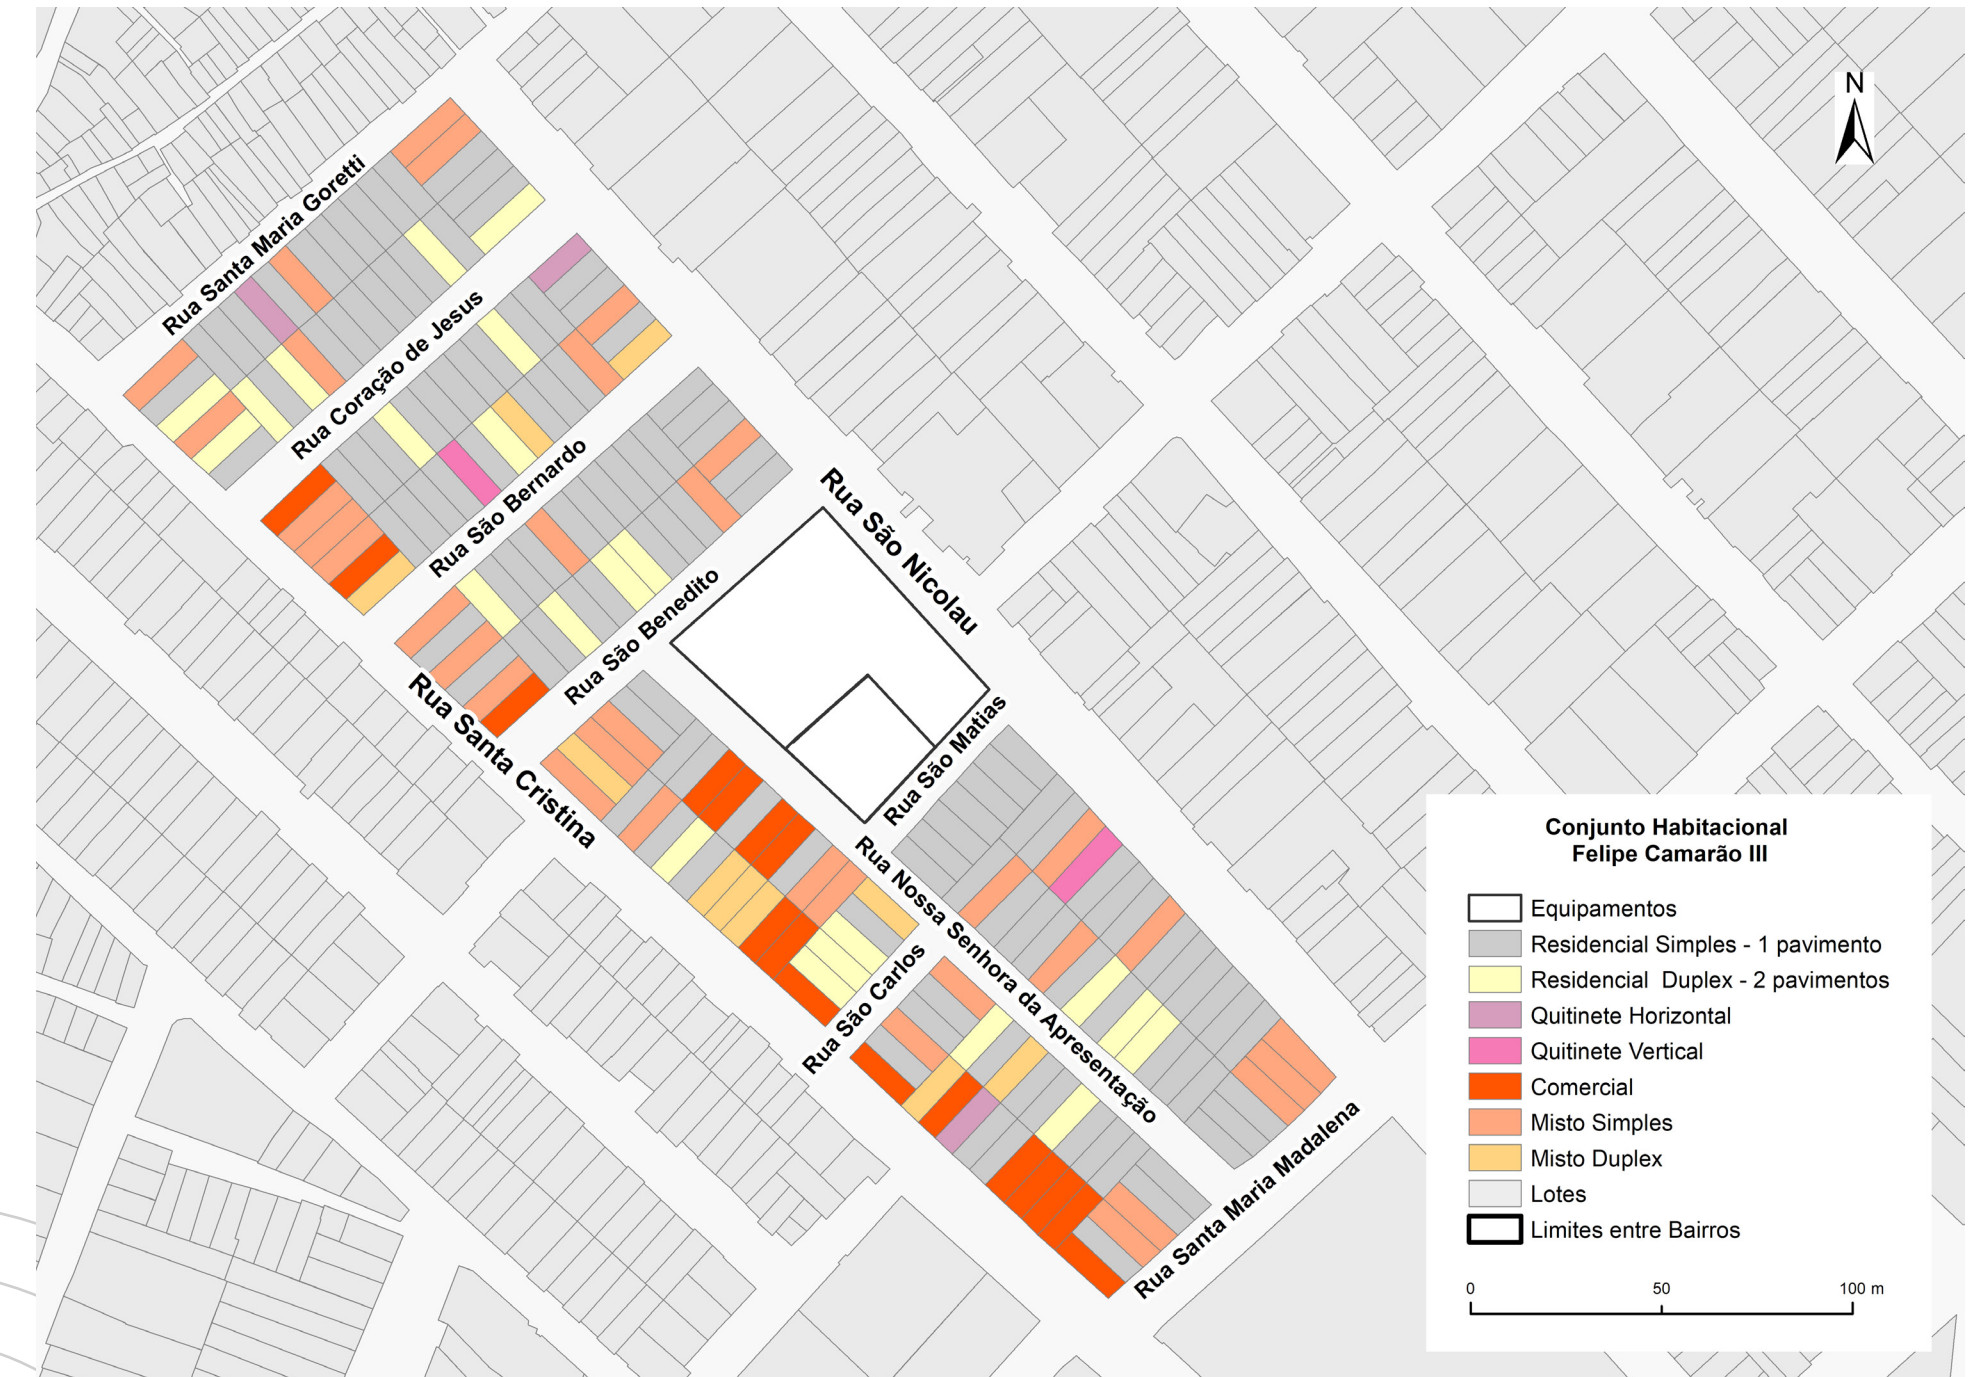 N
Rua Santa Maria Goretti
Rua Coração de Jesus
Rua São Bernardo
Rua São Nicolau
Rua São Benedito
Rua Santa Cristina
Rua São Matias
Rua Nossa Senhora da Apresentação
Rua São Carlos
Rua Santa Maria Madalena
Conjunto Habitacional
Felipe Camarão III
Equipamentos
Residencial Simples - 1 pavimento
Residencial Duplex - 2 pavimentos
Quitinete Horizontal
Quitinete Vertical
Comercial
Misto Simples
Misto Duplex
Lotes
Limites entre Bairros
0 50 100 m